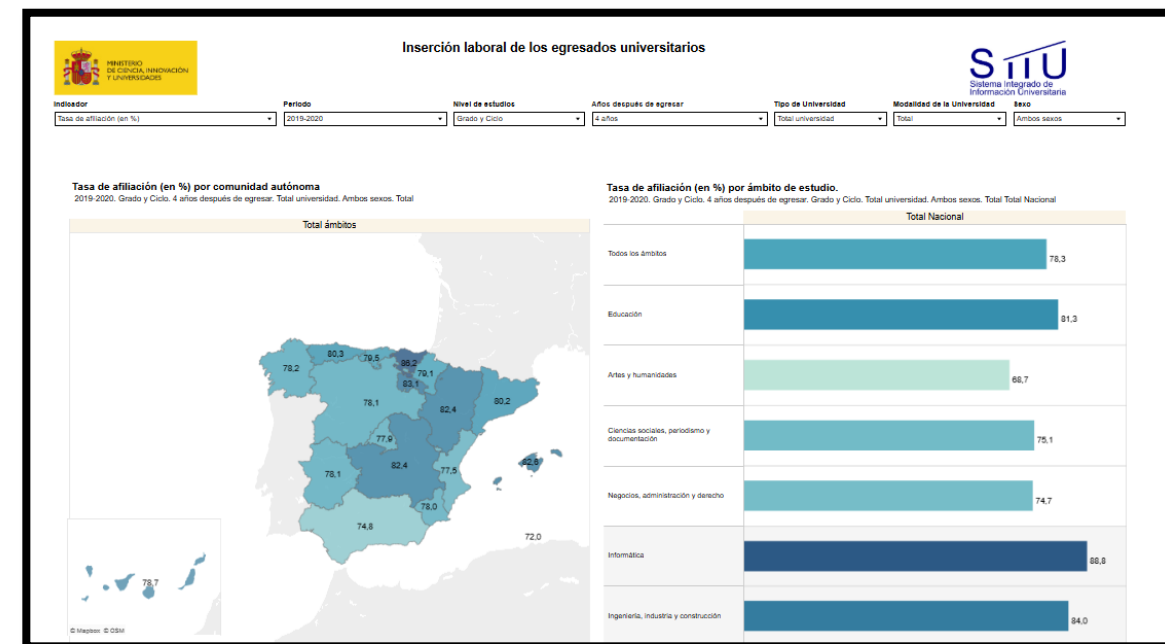 Inserción laboral de los egresados universitarios
MINISTERIO
DE CIENCIA, INNOVACIÓN
Y UNIVERSIDADES
SIIU
Sistema Integrado de
Información Universitaria
Indicador
Tasa de afiliación (en %)
Periodo
2019-2020
Nivel de estudios
Grado y Ciclo
Años después de egresar
4 años
Tipo de Universidad
Total universidad
Modalidad de la Universidad
Total
Sexo
Ambos sexos
Tasa de afiliación (en %) por comunidad autónoma
2019-2020. Grado y Ciclo. 4 años después de egresar. Total universidad. Ambos sexos. Total
Total ámbitos
80,3
79,5
86,2
78,2
79,1
83,1
78,1
82,4
80,2
77,9
78,1
82,4
77,5
82,8
78,0
74,8
72,0
78,7
© Mapbox © OSM
Tasa de afiliación (en %) por ámbito de estudio.
2019-2020. Grado y Ciclo. 4 años después de egresar. Grado y Ciclo. Total universidad. Ambos sexos. Total Total Nacional
Total Nacional
Todos los ámbitos
78,3
Educación
81,3
Artes y humanidades
68,7
Ciencias sociales, periodismo y
documentación
75,1
Negocios, administración y derecho
74,7
Informática
88,8
Ingeniería, industria y construcción
84,0